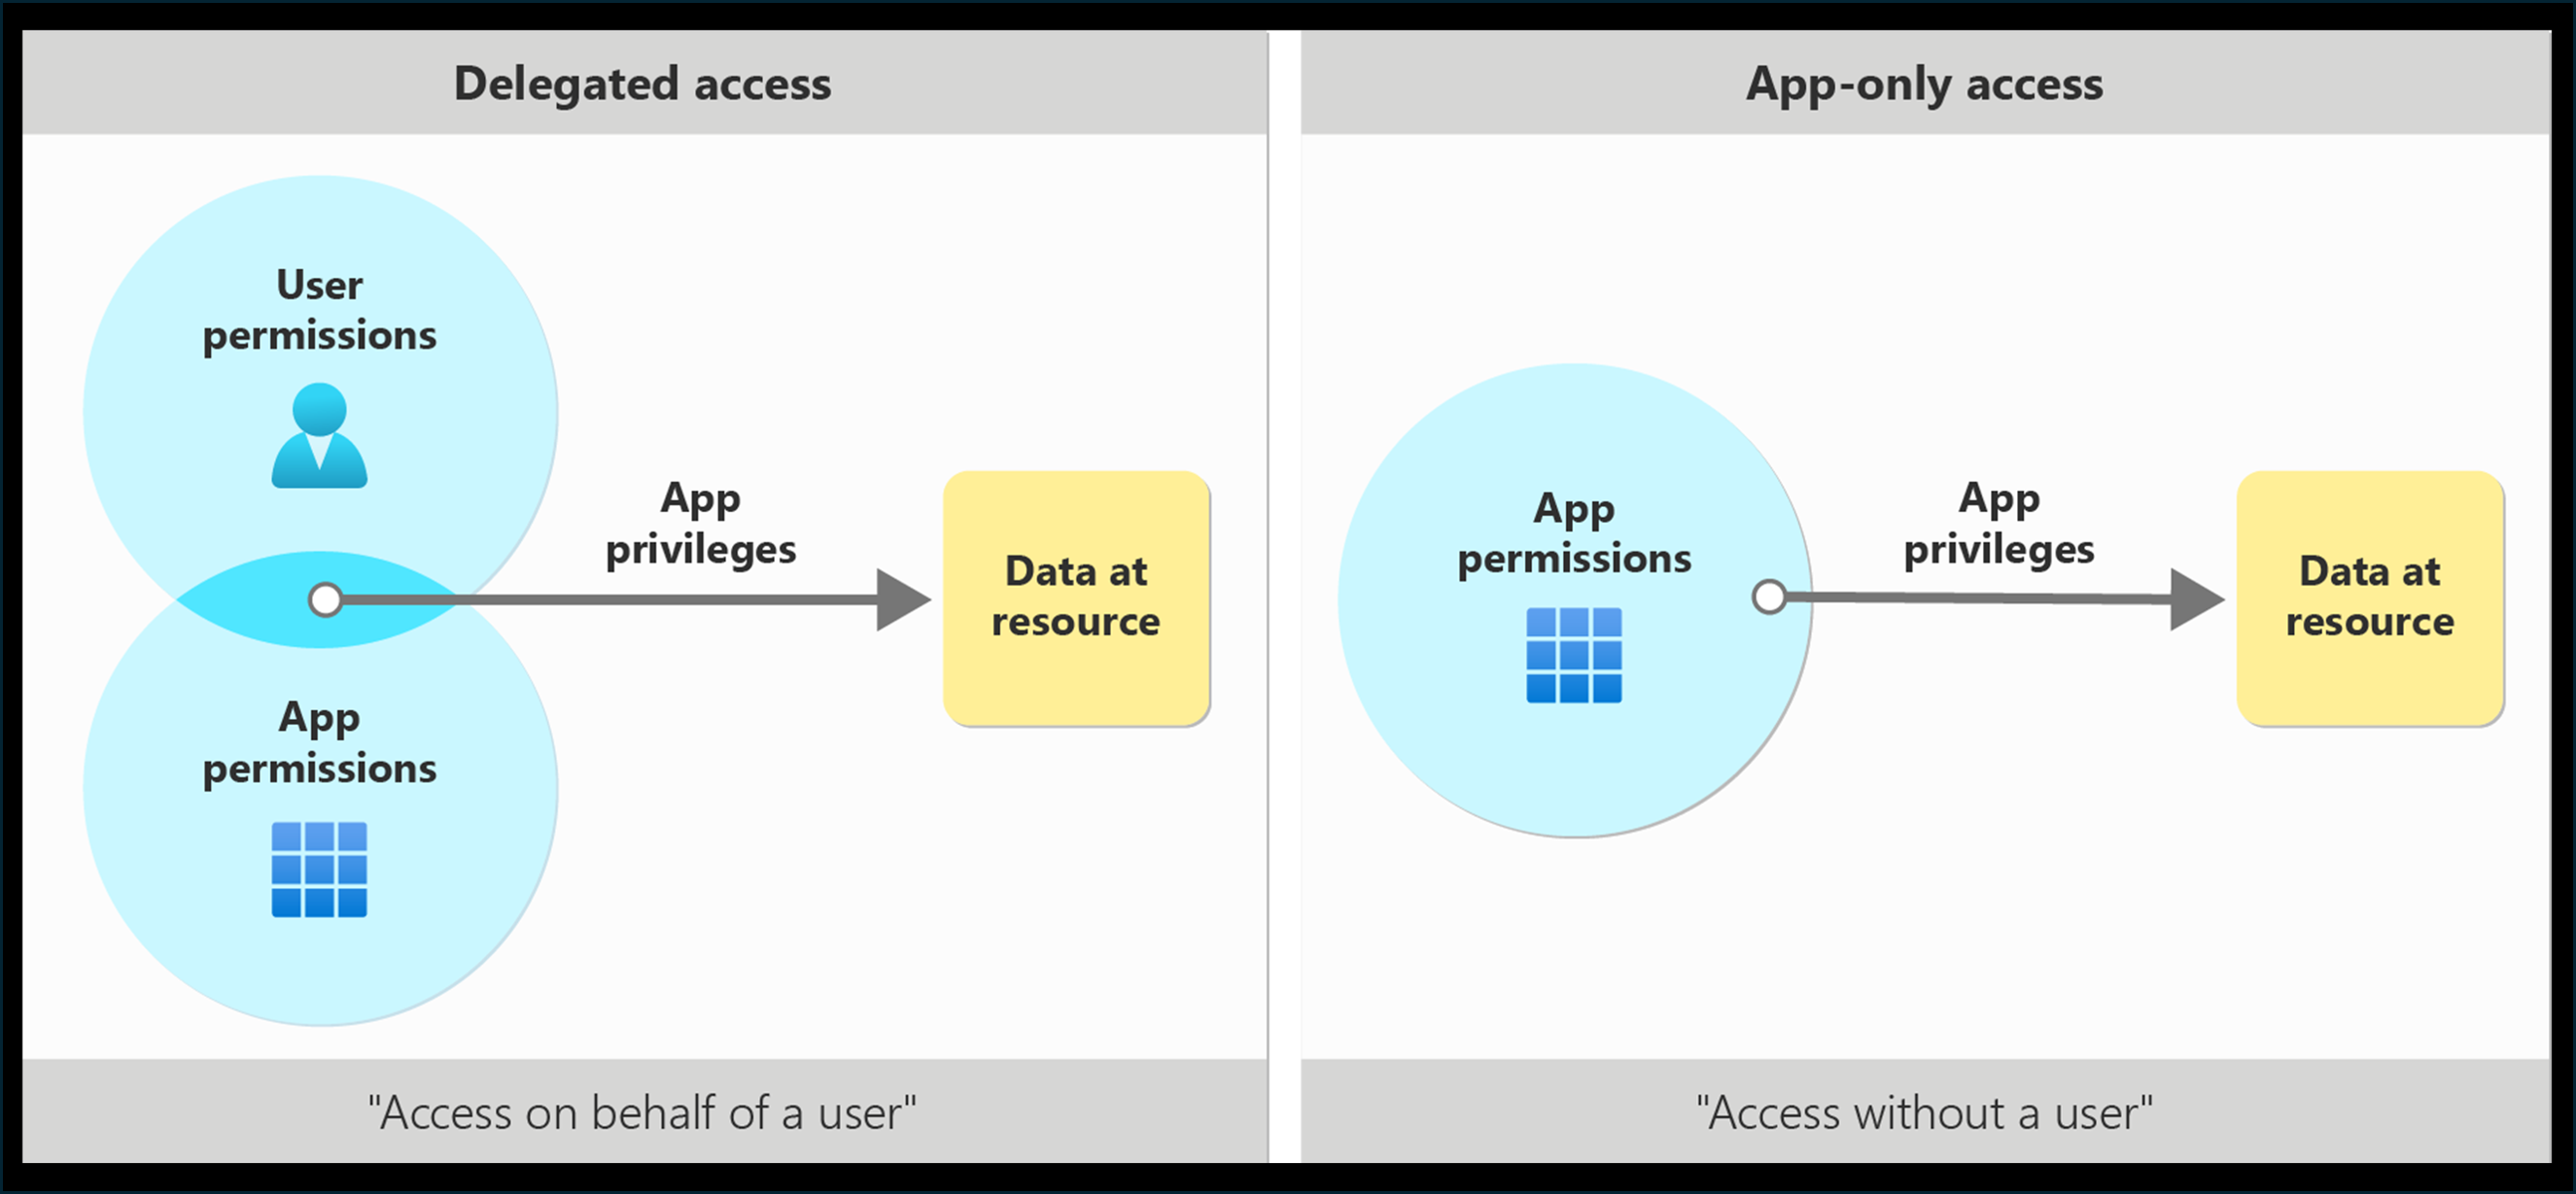 Delegated access
User
permissions
App
privileges
Data at
resource
App
permissions
"Access on behalf of a user"
App-only access
App
permissions
App
privileges
Data at
resource
"Access without a user"